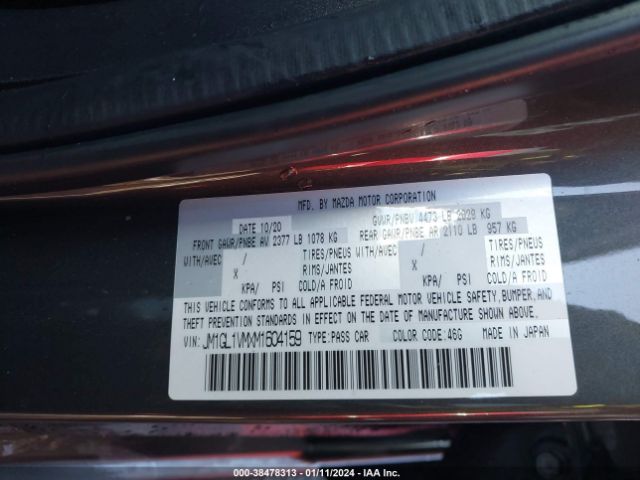 MFD. BY MAZDA MOTOR CORPORATION
DATE 10/20 GVWR/PNBV 4473 LB 2028 KG
FRONT GAWR/PNBE AV 2377 LB 1078 KG REAR GAWR/PNBE AR 2110 LB 957 KG
WITH/AVEC / TIRES/PNEUS WITH/AVEC / TIRES/PNEUS
X RIMS/JANTES X RIMS/JANTES
KPA/ PSI COLD/A FROID KPA/ PSI COLD/A FROID
THIS VEHICLE CONFORMS TO ALL APPLICABLE FEDERAL MOTOR VEHICLE SAFETY, BUMPER, AND
THEFT PREVENTION STANDARDS IN EFFECT ON THE DATE OF MANUFACTURE SHOWN ABOVE.
VIN: JM1GL1VMXM1504159 TYPE: PASS CAR COLOR CODE: 46G MADE IN JAPAN
000-38478313 - 01/11/2024 - IAA Inc.